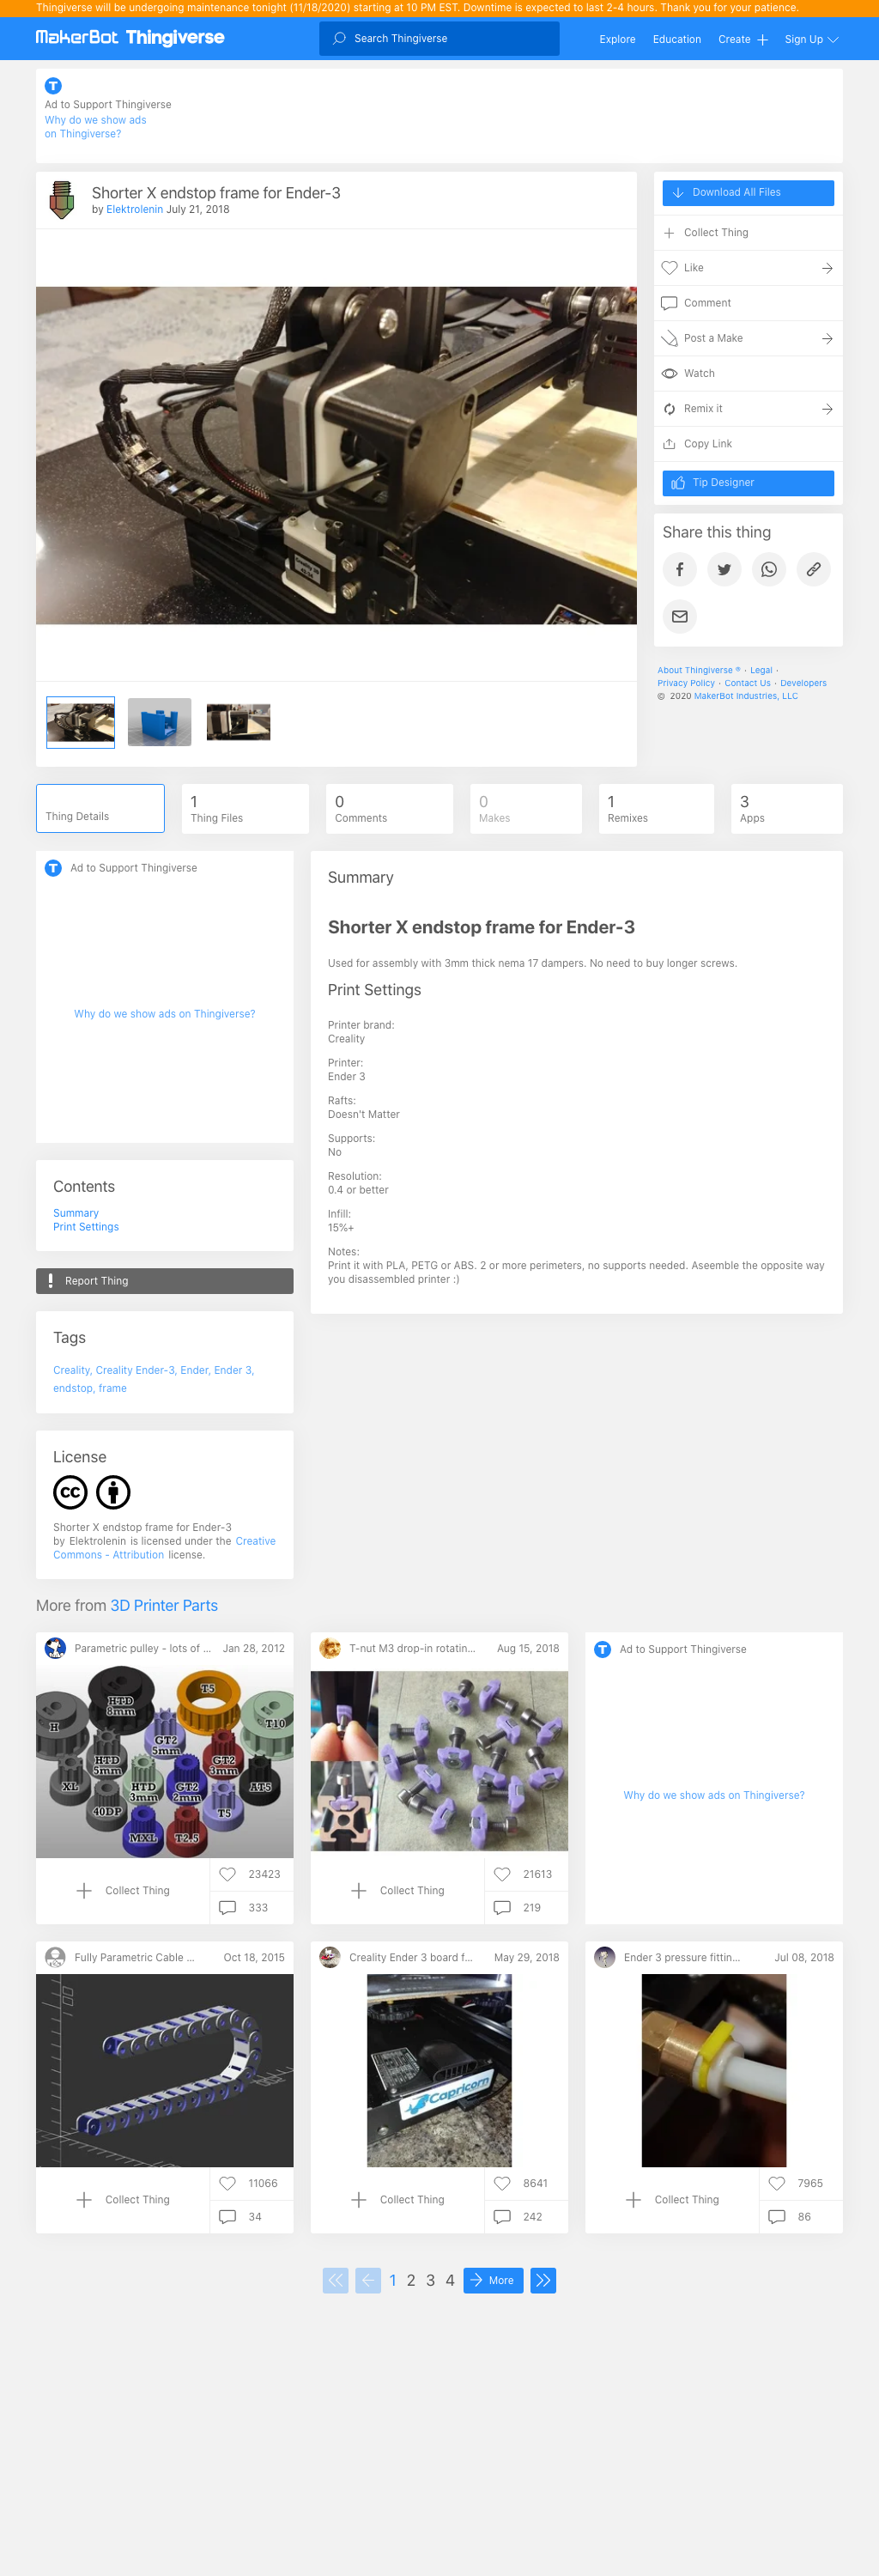 Thingiverse will be undergoing maintenance tonight (11/18/2020) starting at 10 PM EST. Downtime is expected to last 2-4 hours. Thank you for your patience.
MakerBot Thingiverse
Search Thingiverse
Explore
Education
Create
Sign Up
Ad to Support Thingiverse
Why do we show ads
on Thingiverse?
Shorter X endstop frame for Ender-3
by Elektrolenin July 21, 2018
Download All Files
Collect Thing
Like
Comment
Post a Make
Watch
Remix it
Copy Link
Tip Designer
Share this thing
About Thingiverse ® · Legal ·
Privacy Policy · Contact Us · Developers
© 2020 MakerBot Industries, LLC
Thing Details
1
Thing Files
0
Comments
0
Makes
1
Remixes
3
Apps
Ad to Support Thingiverse
Why do we show ads on Thingiverse?
Summary
Shorter X endstop frame for Ender-3
Used for assembly with 3mm thick nema 17 dampers. No need to buy longer screws.
Print Settings
Printer brand:
Creality
Printer:
Ender 3
Rafts:
Doesn't Matter
Supports:
No
Resolution:
0.4 or better
Infill:
15%+
Notes:
Print it with PLA, PETG or ABS. 2 or more perimeters, no supports needed. Aseemble the opposite way
you disassembled printer :)
Contents
Summary
Print Settings
Report Thing
Tags
Creality, Creality Ender-3, Ender, Ender 3,
endstop, frame
License
Shorter X endstop frame for Ender-3
by Elektrolenin is licensed under the Creative
Commons - Attribution license.
More from 3D Printer Parts
Parametric pulley - lots of ... Jan 28, 2012
H
HTD
8mm
T5
T10
GT2
5mm
XL
HTD
5mm
HTD
3mm
GT2
2mm
GT2
3mm
AT5
40DP
T5
MXL
T2.5
Collect Thing
23423
333
T-nut M3 drop-in rotatin... Aug 15, 2018
Collect Thing
21613
219
Ad to Support Thingiverse
Why do we show ads on Thingiverse?
Fully Parametric Cable ... Oct 18, 2015
Collect Thing
11066
34
Creality Ender 3 board f... May 29, 2018
Capricorn
Collect Thing
8641
242
Ender 3 pressure fittin... Jul 08, 2018
Collect Thing
7965
86
1 2 3 4 More